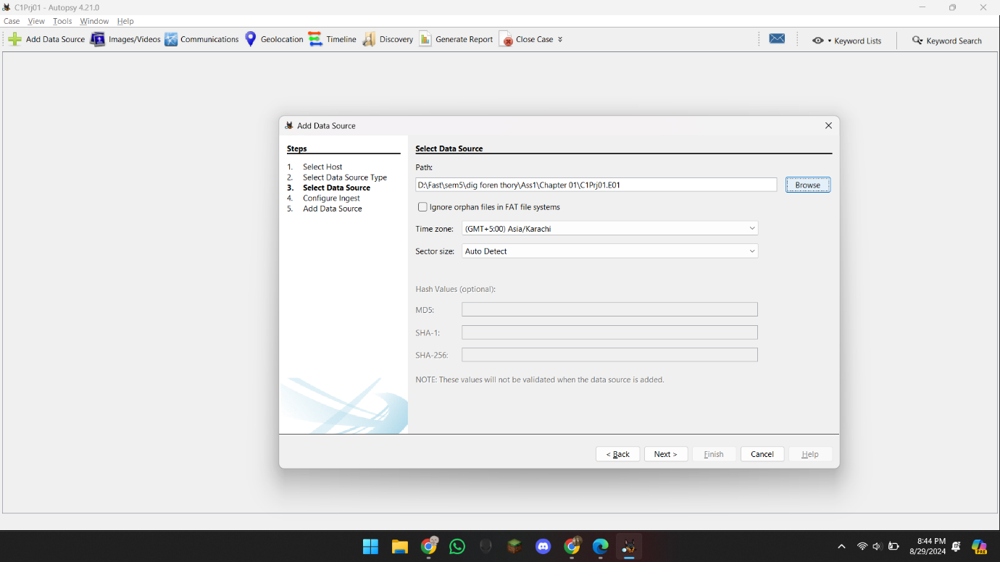 C1Prj01 - Autopsy 4.21.0
Case View Tools Window Help
Add Data Source Images/Videos Communications Geolocation Timeline Discovery Generate Report Close Case Keyword Lists Keyword Search
Add Data Source
Steps
1. Select Host
2. Select Data Source Type
3. Select Data Source
4. Configure Ingest
5. Add Data Source
Select Data Source
Path:
D:\Fast\sem5\dig foren thory\Ass1\Chapter 01\C1Prj01.E01 Browse
Ignore orphan files in FAT file systems
Time zone: (GMT+5:00) Asia/Karachi
Sector size: Auto Detect
Hash Values (optional):
MD5:
SHA-1:
SHA-256:
NOTE: These values will not be validated when the data source is added.
< Back Next > Finish Cancel Help
8:44 PM
8/29/2024
PRE